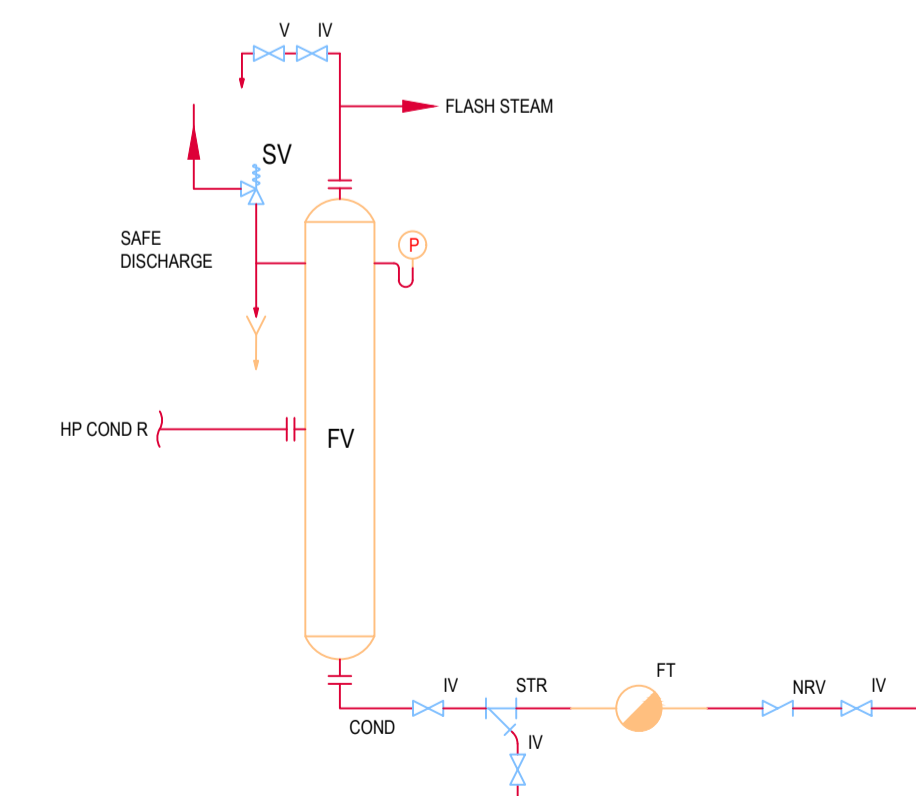 V
IV
FLASH STEAM
SV
SAFE
DISCHARGE
P
HP COND R
FV
FT
IV
STR
NRV
IV
COND
IV